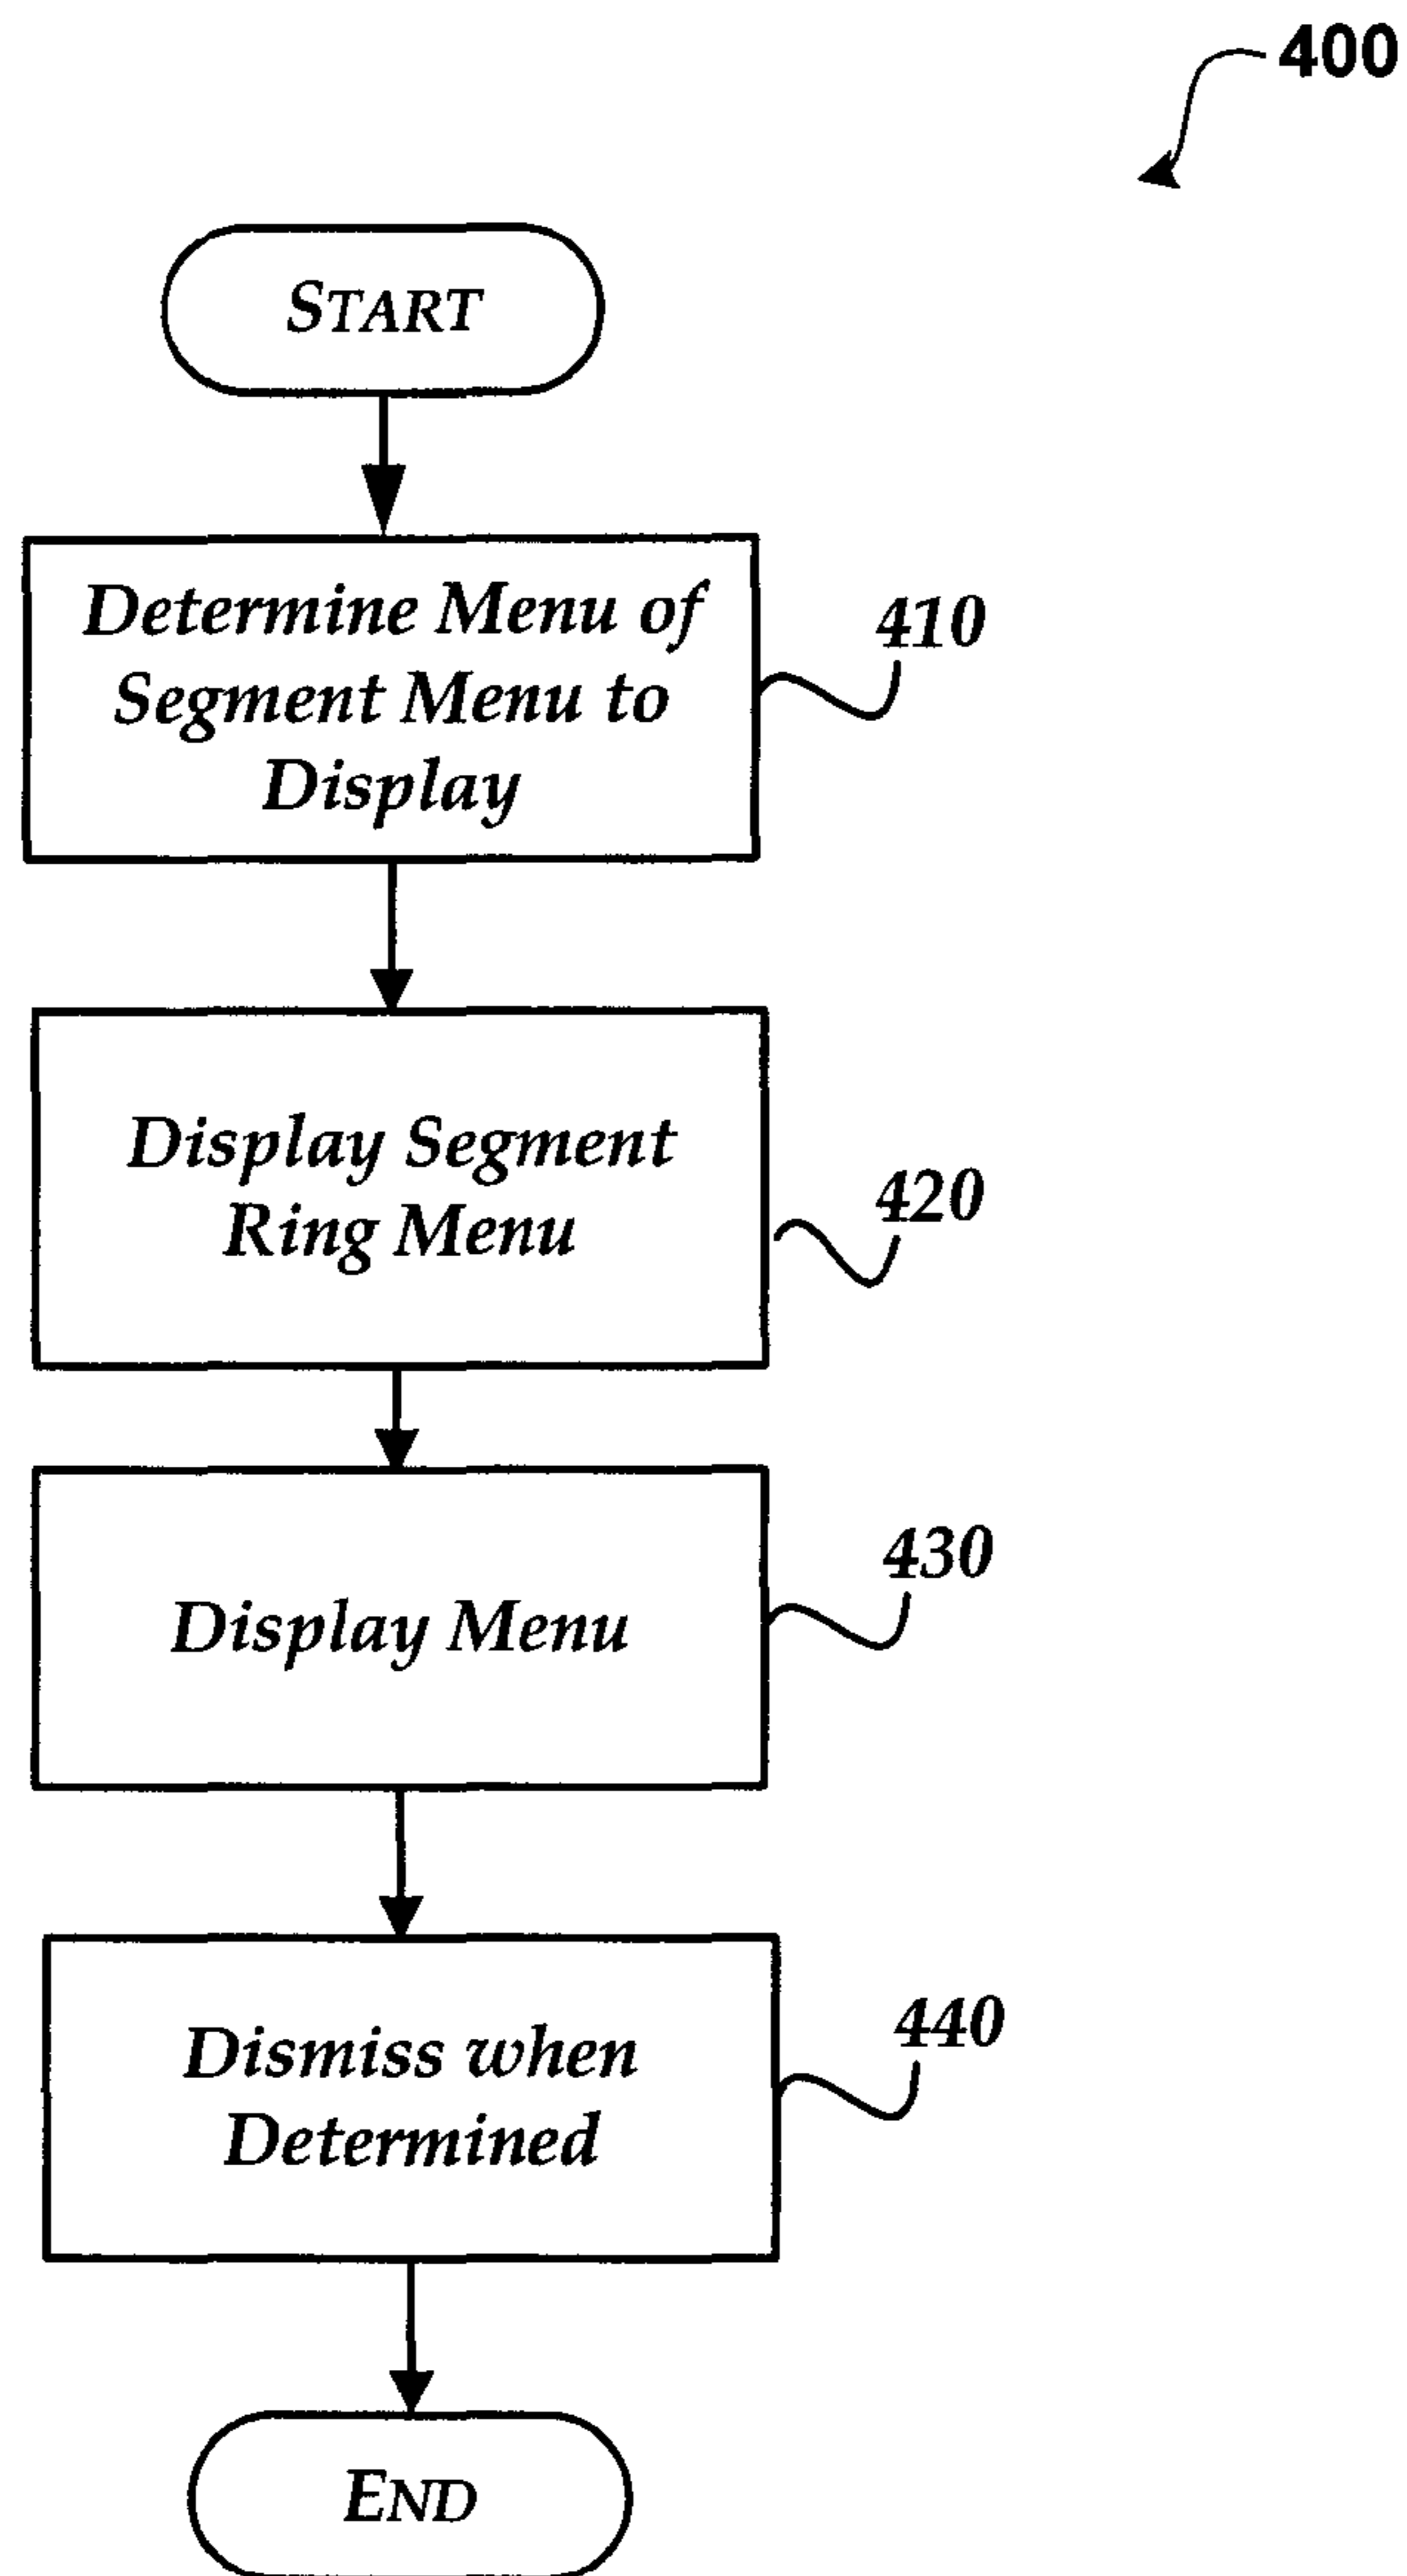 400
START
Determine Menu of
Segment Menu to
Display
410
Display Segment
Ring Menu
420
Display Menu
430
Dismiss when
Determined
440
END